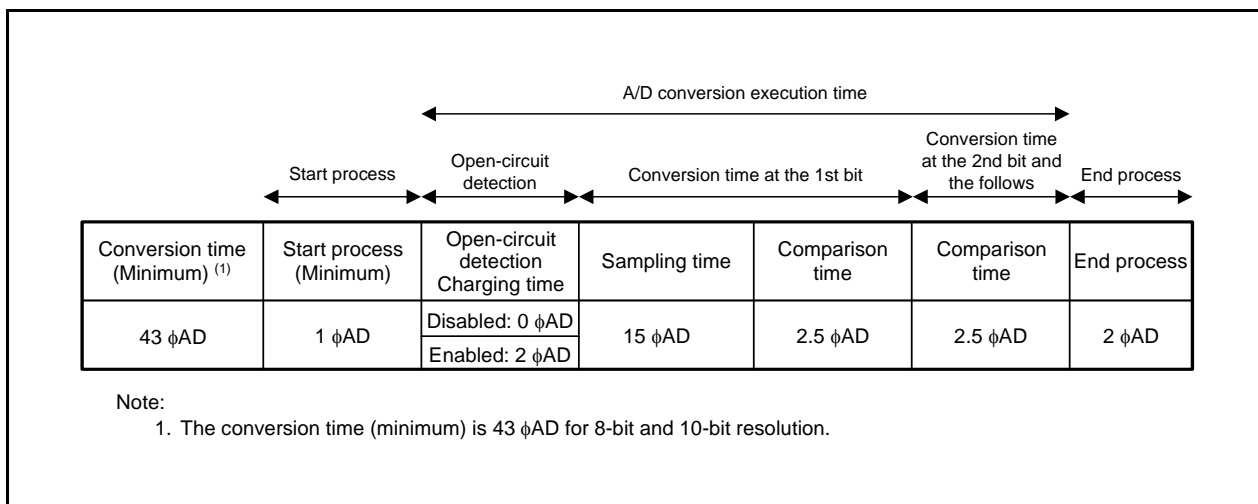 A/D conversion execution time
Start process
Open-circuit
detection
Conversion time at the 1st bit
Conversion time
at the 2nd bit and
the follows
End process
Conversion time
(Minimum) (1)
Start process
(Minimum)
Open-circuit
detection
Charging time
Sampling time
Comparison
time
Comparison
time
End process
43 ϕAD
1 ϕAD
Disabled: 0 ϕAD
Enabled: 2 ϕAD
15 ϕAD
2.5 ϕAD
2.5 ϕAD
2 ϕAD
Note:
1. The conversion time (minimum) is 43 ϕAD for 8-bit and 10-bit resolution.